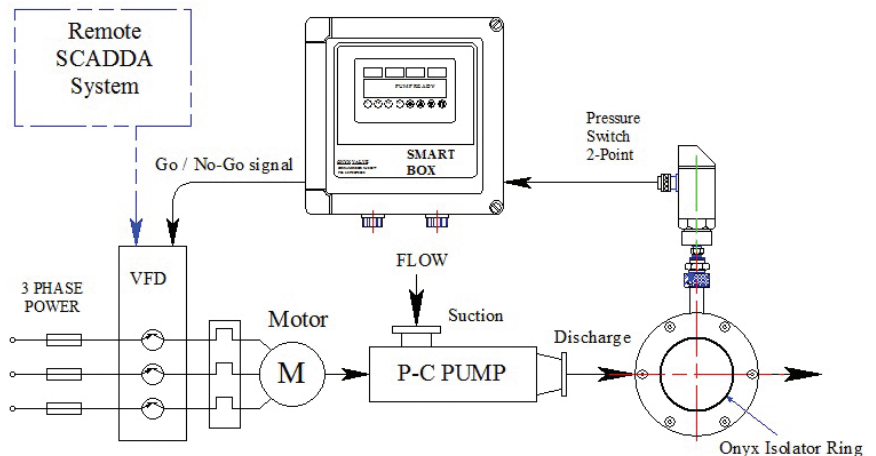 Remote
SCADDA
System
PUMP READY
SMART
BOX
Pressure
Switch
2-Point
Go / No-Go signal
VFD
3 PHASE
POWER
FLOW
Suction
Motor
M
P-C PUMP
Discharge
Onyx Isolator Ring